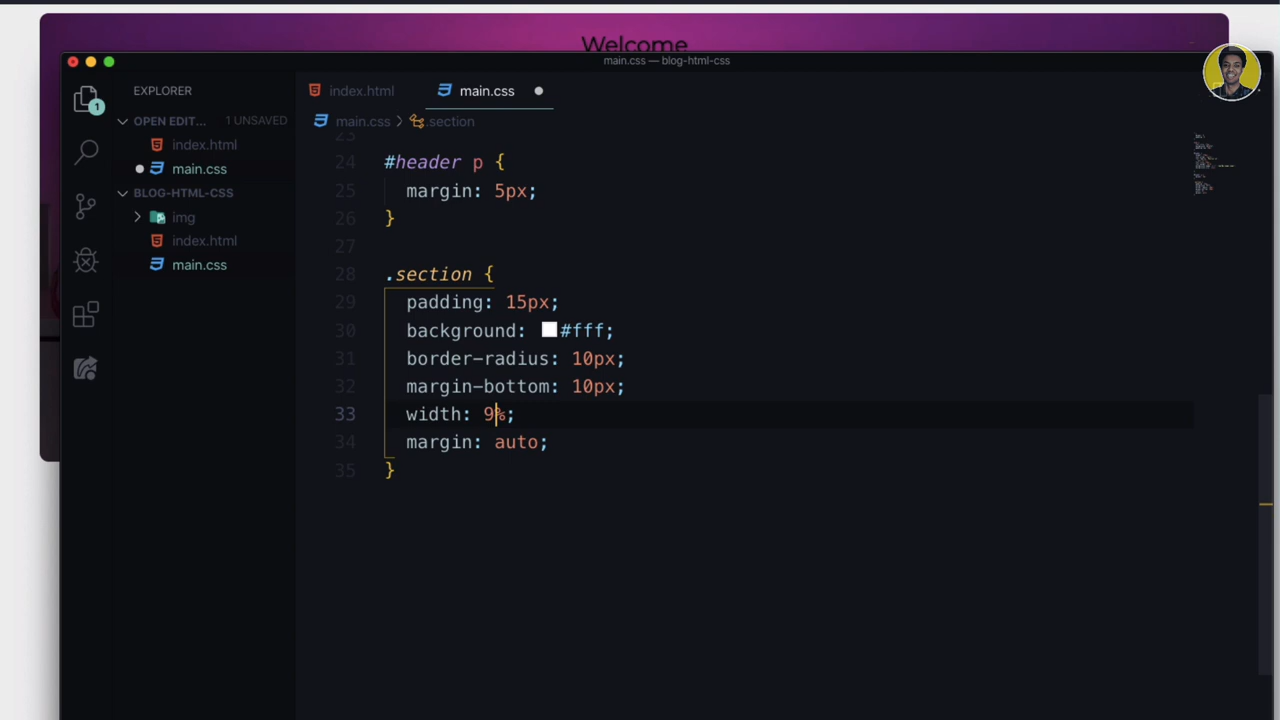 Welcome
main.css — blog-html-css
EXPLORER
index.html
main.css
1
OPEN EDIT...
1 UNSAVED
main.css
.section
index.html
main.css
BLOG-HTML-CSS
img
index.html
main.css
23
24 #header p {
25 margin: 5px;
26 }
27
28 .section {
29 padding: 15px;
30 background: #fff;
31 border-radius: 10px;
32 margin-bottom: 10px;
33 width: 9%;
34 margin: auto;
35 }